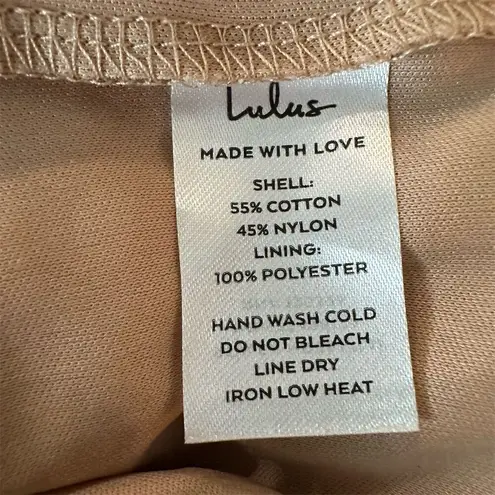 Lulus
MADE WITH LOVE
SHELL:
55% COTTON
45% NYLON
LINING:
100% POLYESTER
HAND WASH COLD
DO NOT BLEACH
LINE DRY
IRON LOW HEAT